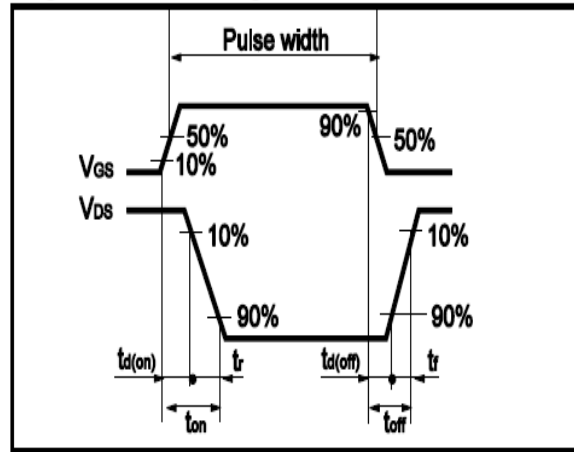 Pulse width
90%
50% 50%
10%
VGS
VDS
10% 10%
90% 90%
td(on) tr td(off) tf
ton toff